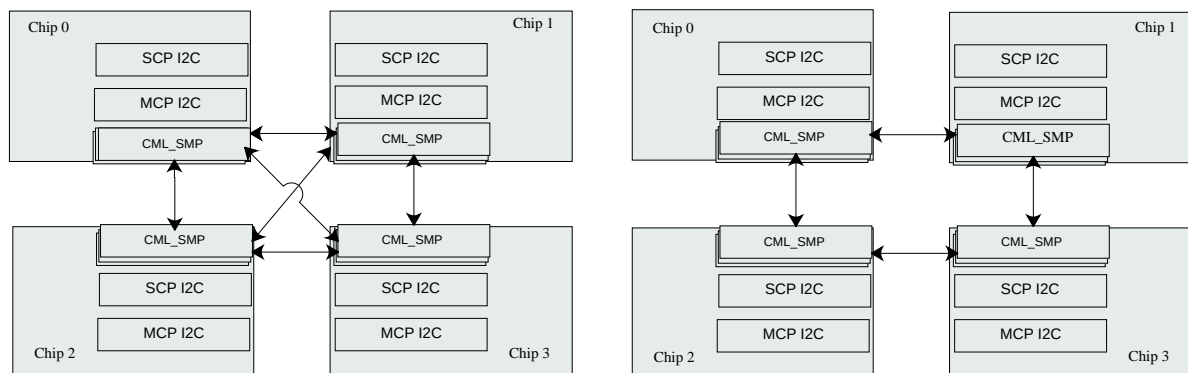 Chip 0
SCP I2C
MCP I2C
CML_SMP
Chip 1
SCP I2C
MCP I2C
CML_SMP
CML_SMP
SCP I2C
MCP I2C
Chip 2
CML_SMP
SCP I2C
MCP I2C
Chip 3
Chip 0
SCP I2C
MCP I2C
CML_SMP
Chip 1
SCP I2C
MCP I2C
CML_SMP
CML_SMP
SCP I2C
MCP I2C
Chip 2
CML_SMP
SCP I2C
MCP I2C
Chip 3